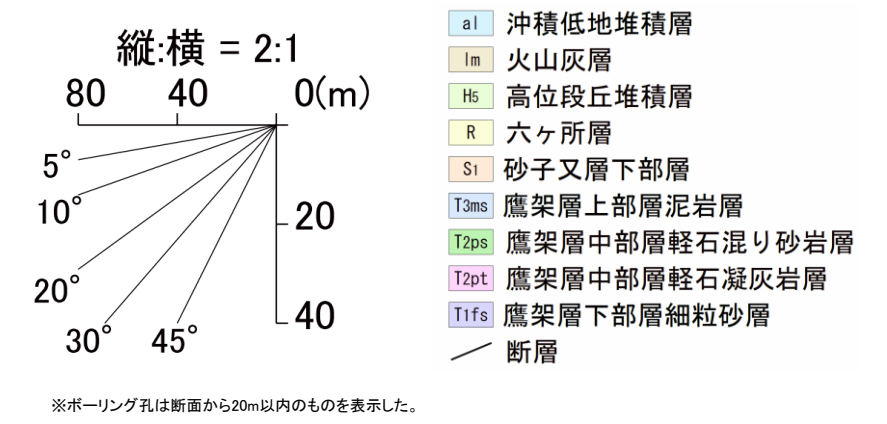 縦:横 = 2:1
80 40 0(m)
5°
10°
20°
30°
45°
20
40
al 沖積低地堆積層
lm 火山灰層
H5 高位段丘堆積層
R 六ヶ所層
S1 砂子又層下部層
T3ms 鷹架層上部層泥岩層
T2ps 鷹架層中部層軽石混り砂岩層
T2pt 鷹架層中部層軽石凝灰岩層
T1fs 鷹架層下部層細粒砂層
断層
※ボーリング孔は断面から20m以内のものを表示した。